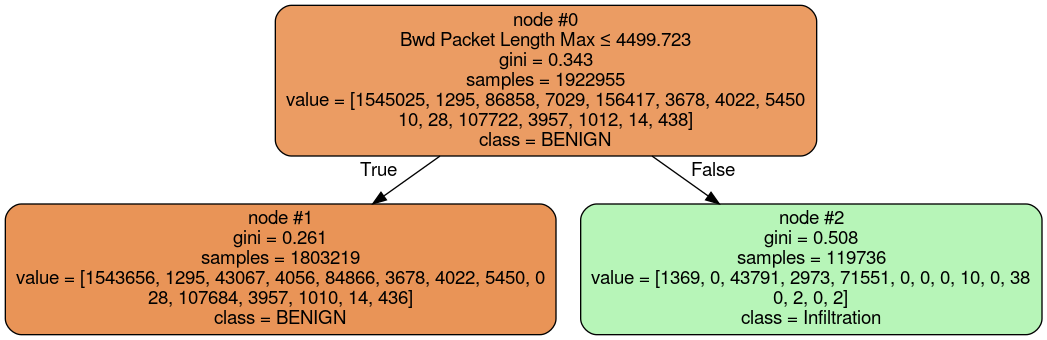 node #0
Bwd Packet Length Max ≤ 4499.723
gini = 0.343
samples = 1922955
value = [1545025, 1295, 86858, 7029, 156417, 3678, 4022, 5450
10, 28, 107722, 3957, 1012, 14, 438]
class = BENIGN
True
False
node #1
gini = 0.261
samples = 1803219
value = [1543656, 1295, 43067, 4056, 84866, 3678, 4022, 5450, 0
28, 107684, 3957, 1010, 14, 436]
class = BENIGN
node #2
gini = 0.508
samples = 119736
value = [1369, 0, 43791, 2973, 71551, 0, 0, 0, 10, 0, 38
0, 2, 0, 2]
class = Infiltration